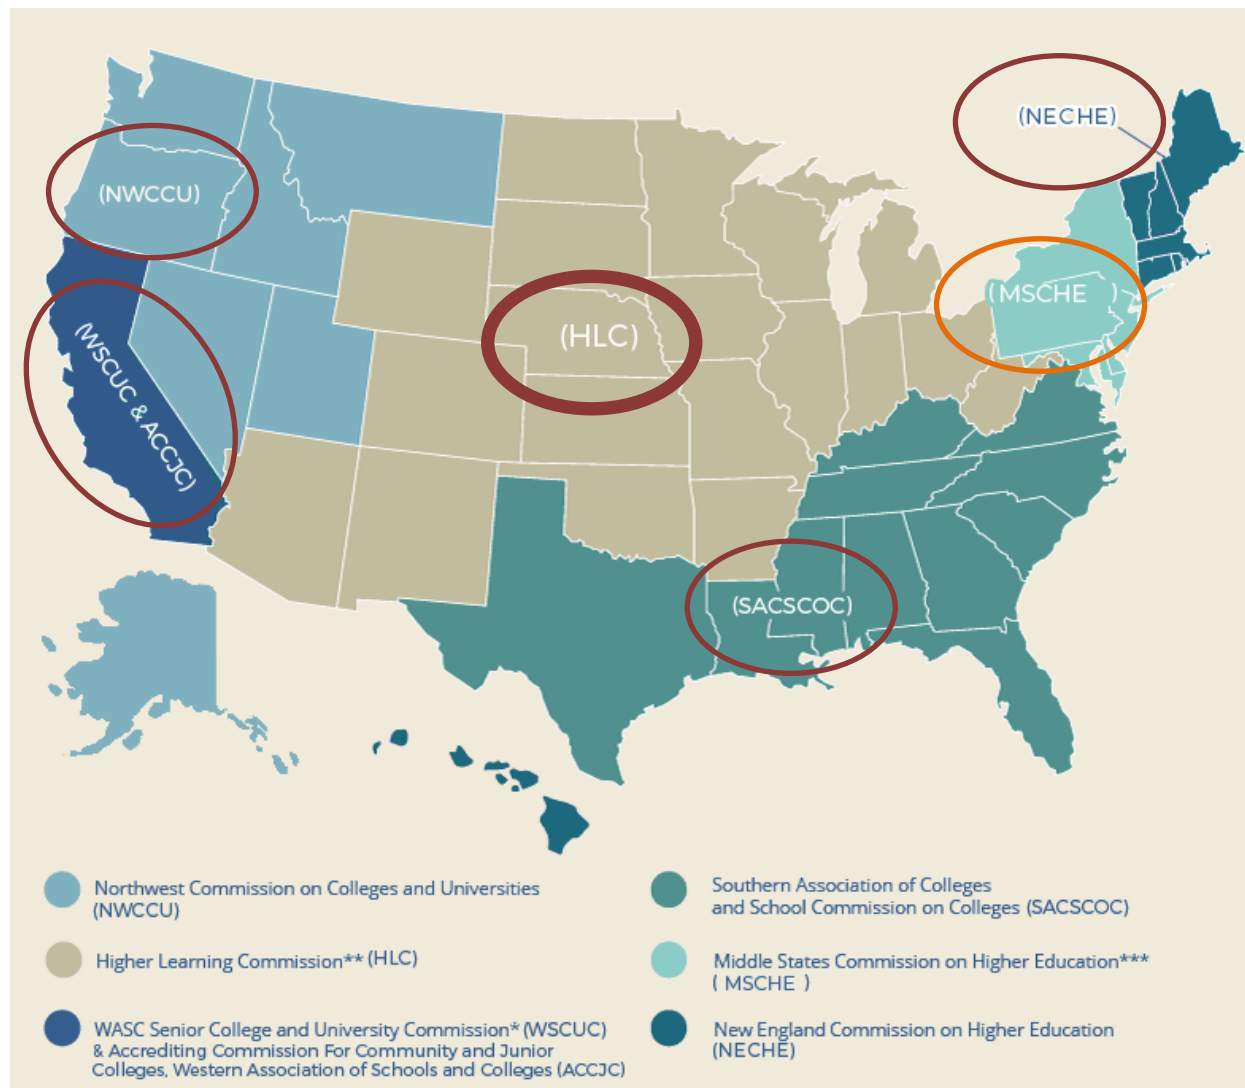 (NECHE)
(NWCCU)
(MSCHE )
(HLC)
(WSCUC & ACCJC)
(SACSCOC)
Northwest Commission on Colleges and Universities
(NWCCU)
Higher Learning Commission** (HLC)
WASC Senior College and University Commission* (WSCUC)
& Accrediting Commission For Community and Junior
Colleges, Western Association of Schools and Colleges (ACCJC)
Southern Association of Colleges
and School Commission on Colleges (SACSCOC)
Middle States Commission on Higher Education***
( MSCHE )
New England Commission on Higher Education
(NECHE)